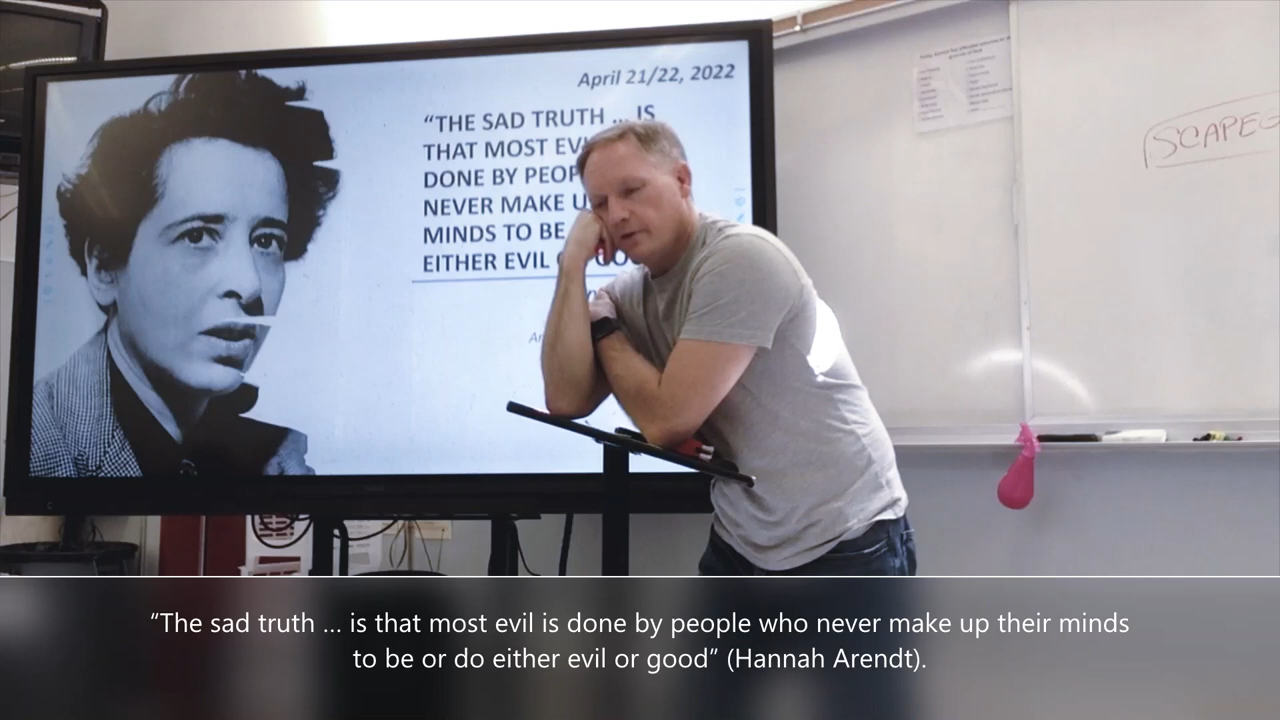 April 21/22, 2022
“THE SAD TRUTH ... IS
THAT MOST
DONE BY
NEVER MAKE
MINDS TO BE
EITHER EVIL
SCAPEG
“The sad truth ... is that most evil is done by people who never make up their minds
to be or do either evil or good” (Hannah Arendt).